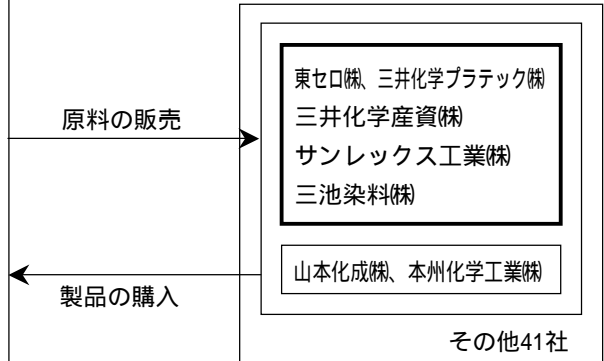 東セロ㈱、三井化学プラテック㈱
三井化学産資㈱
サンレックス工業㈱
三池染料㈱
原料の販売
山本化成㈱、本州化学工業㈱
製品の購入
その他41社